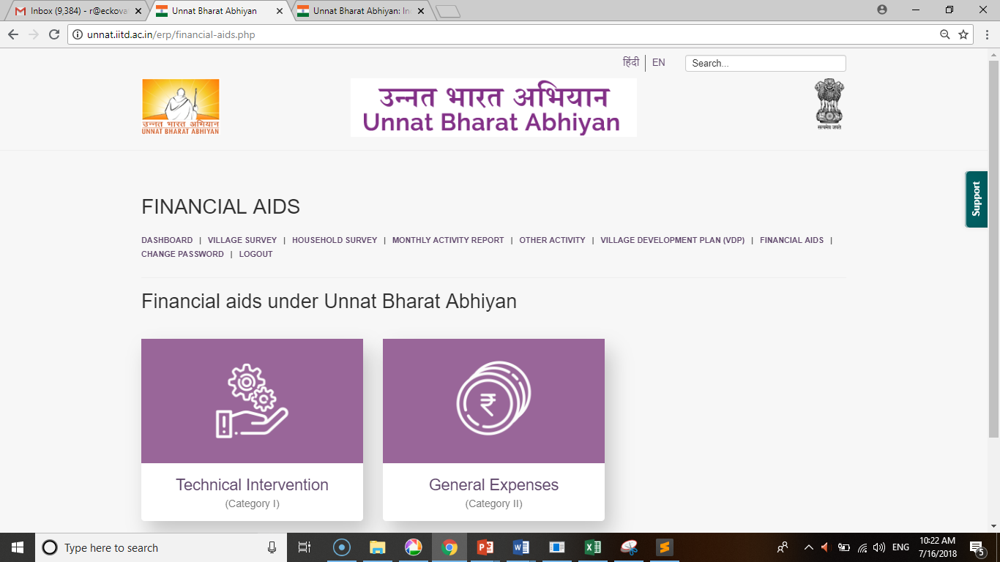 Inbox (9,384) - r@eckova
Unnat Bharat Abhiyan
Unnat Bharat Abhiyan: In
unnat.iitd.ac.in/erp/financial-aids.php
हिंदी EN Search...
उन्नत भारत अभियान
UNNAT BHARAT ABHIYAN
उन्नत भारत अभियान
Unnat Bharat Abhiyan
सत्यमेव जयते
Support
FINANCIAL AIDS
DASHBOARD | VILLAGE SURVEY | HOUSEHOLD SURVEY | MONTHLY ACTIVITY REPORT | OTHER ACTIVITY | VILLAGE DEVELOPMENT PLAN (VDP) | FINANCIAL AIDS |
CHANGE PASSWORD | LOGOUT
Financial aids under Unnat Bharat Abhiyan
₹
Technical Intervention
(Category I)
General Expenses
(Category II)
Type here to search
ENG
10:22 AM
7/16/2018
5